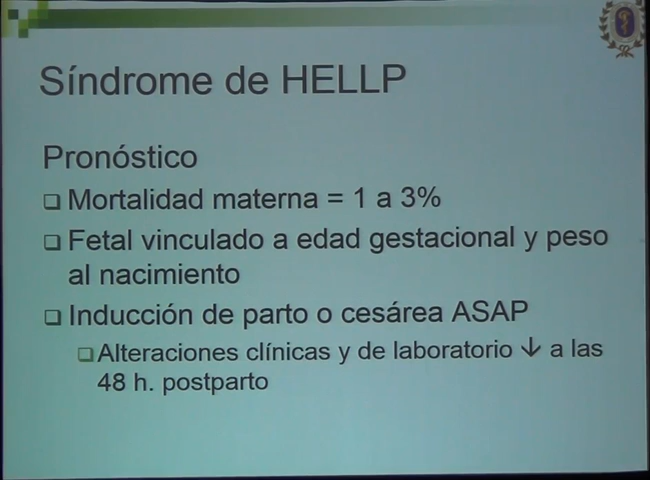 Síndrome de HELLP
Pronóstico
Mortalidad materna = 1 a 3%
Fetal vinculado a edad gestacional y peso
al nacimiento
Inducción de parto o cesárea ASAP
Alteraciones clínicas y de laboratorio ↓ a las
48 h. postparto